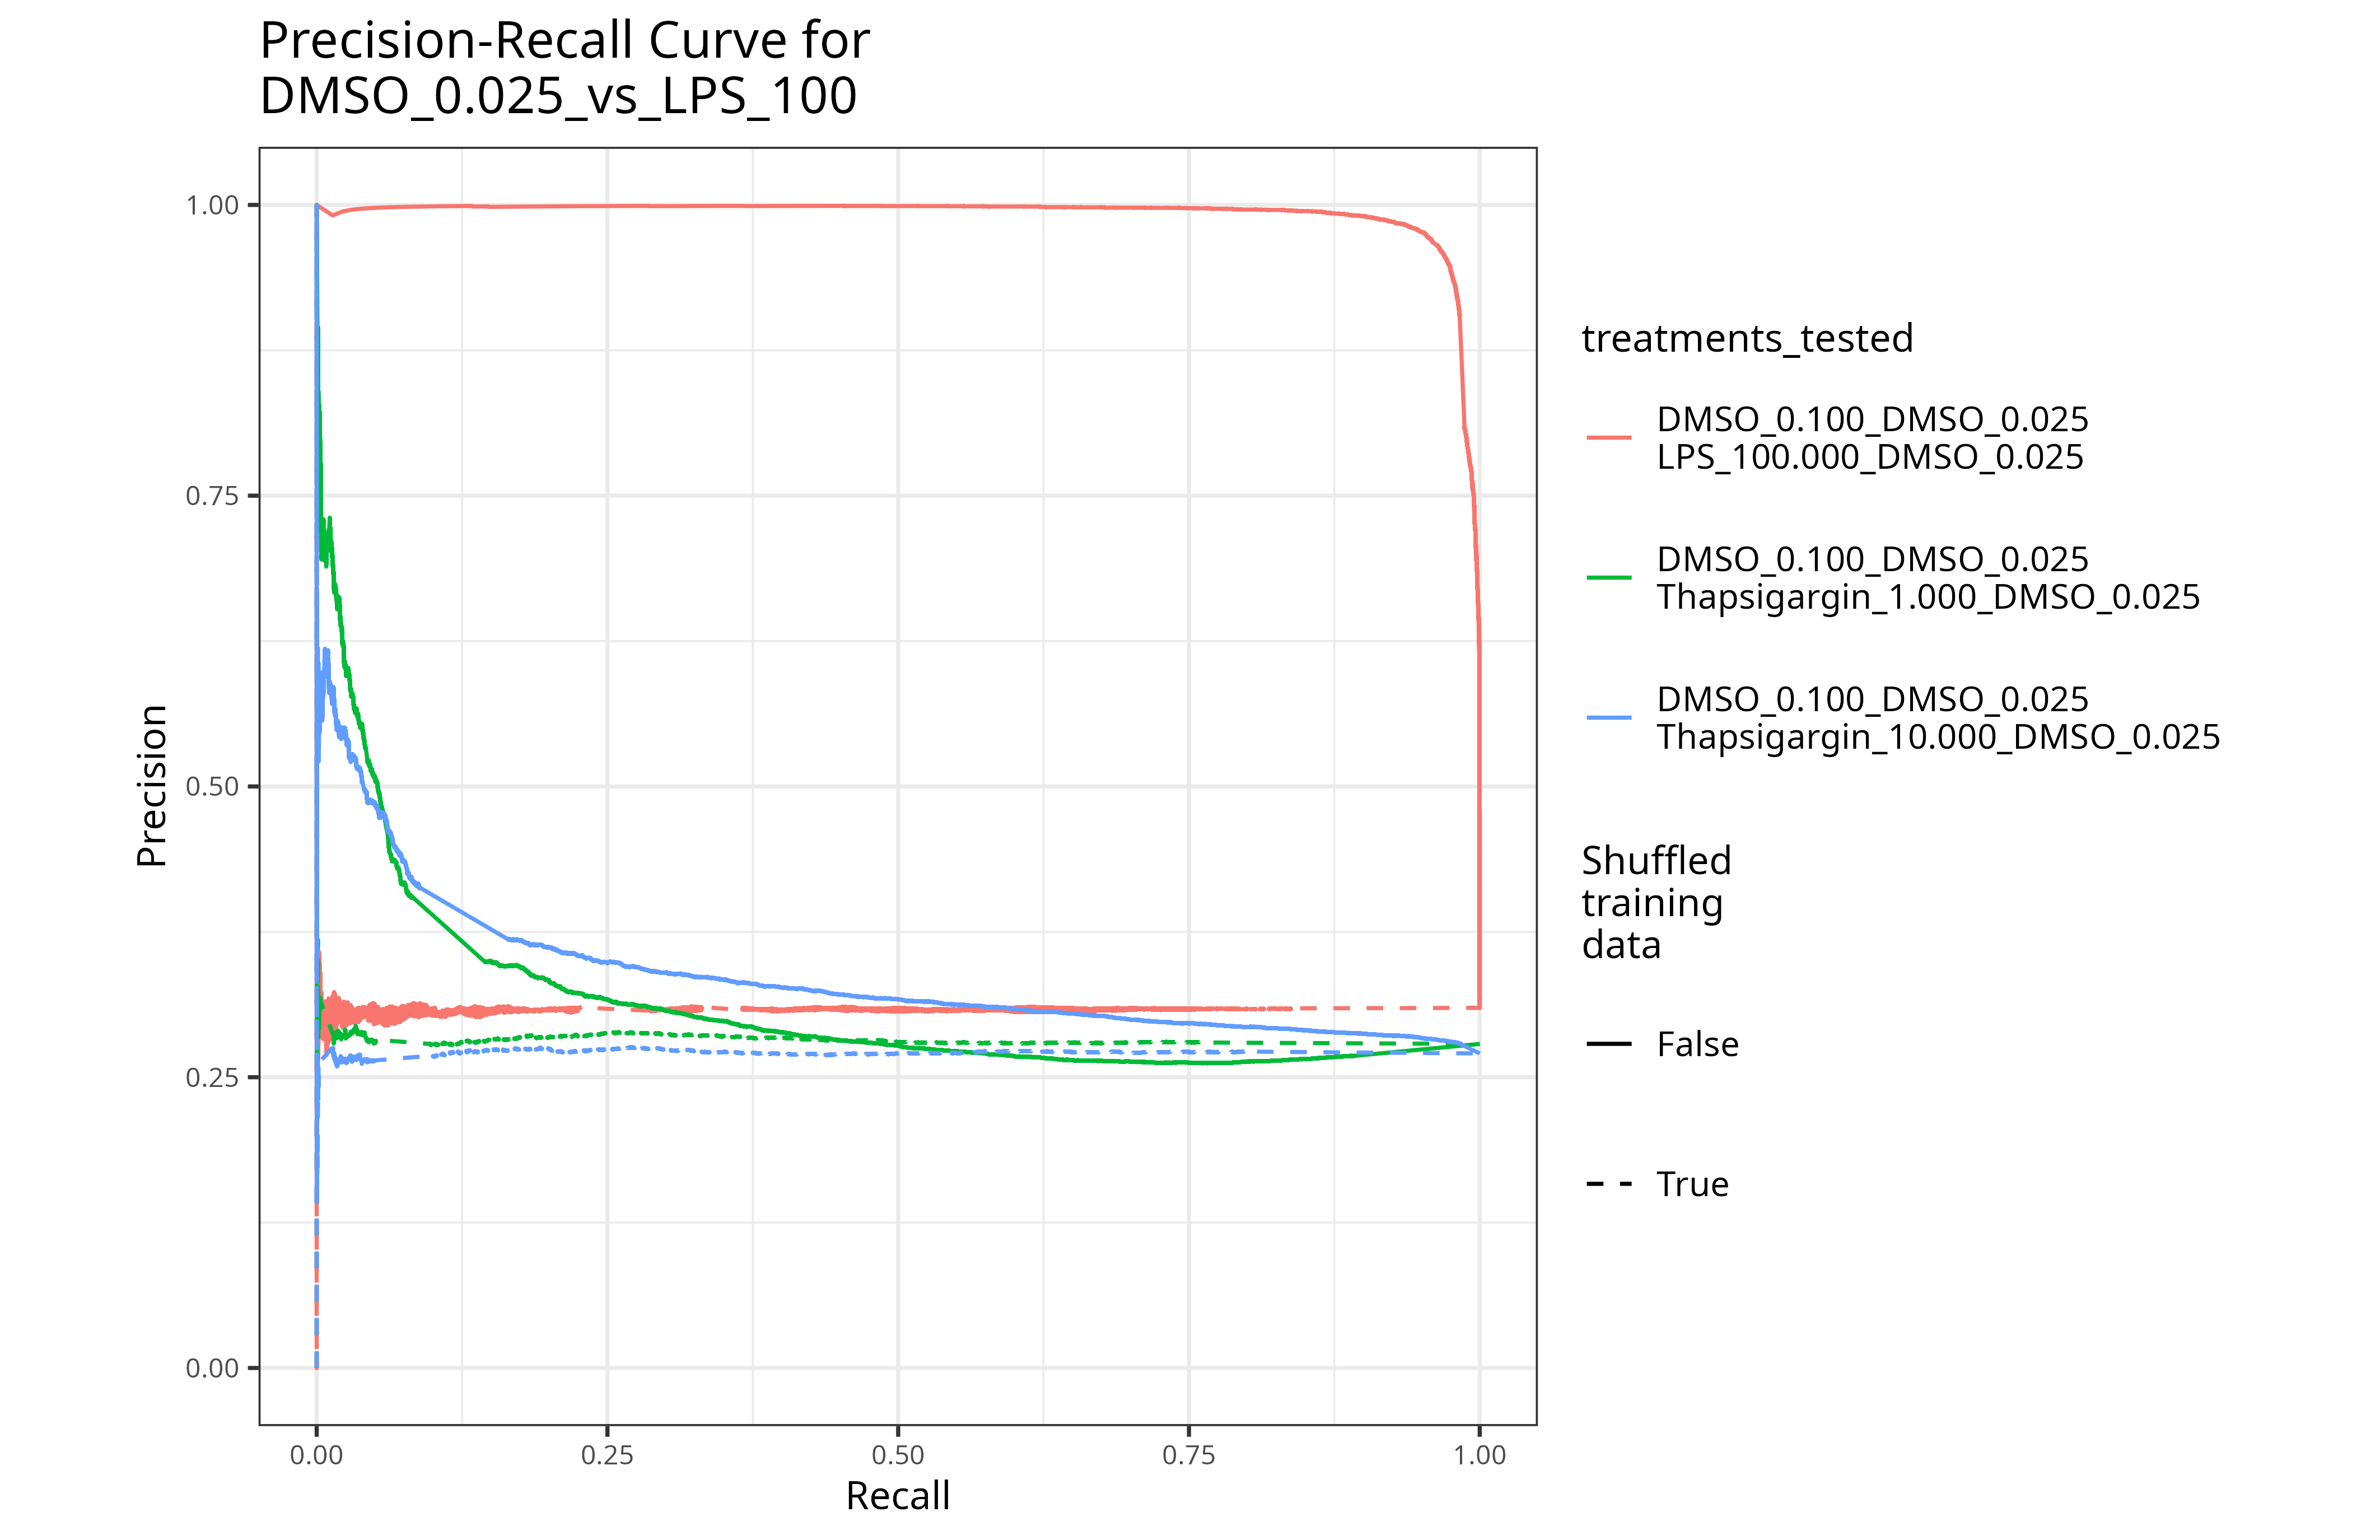 Precision-Recall Curve for
DMSO_0.025_vs_LPS_100
1.00
0.75
0.50
0.25
0.00
Precision
0.00
0.25
0.50
0.75
1.00
Recall
treatments_tested
DMSO_0.100_DMSO_0.025
LPS_100.000_DMSO_0.025
DMSO_0.100_DMSO_0.025
Thapsigargin_1.000_DMSO_0.025
DMSO_0.100_DMSO_0.025
Thapsigargin_10.000_DMSO_0.025
Shuffled
training
data
False
True